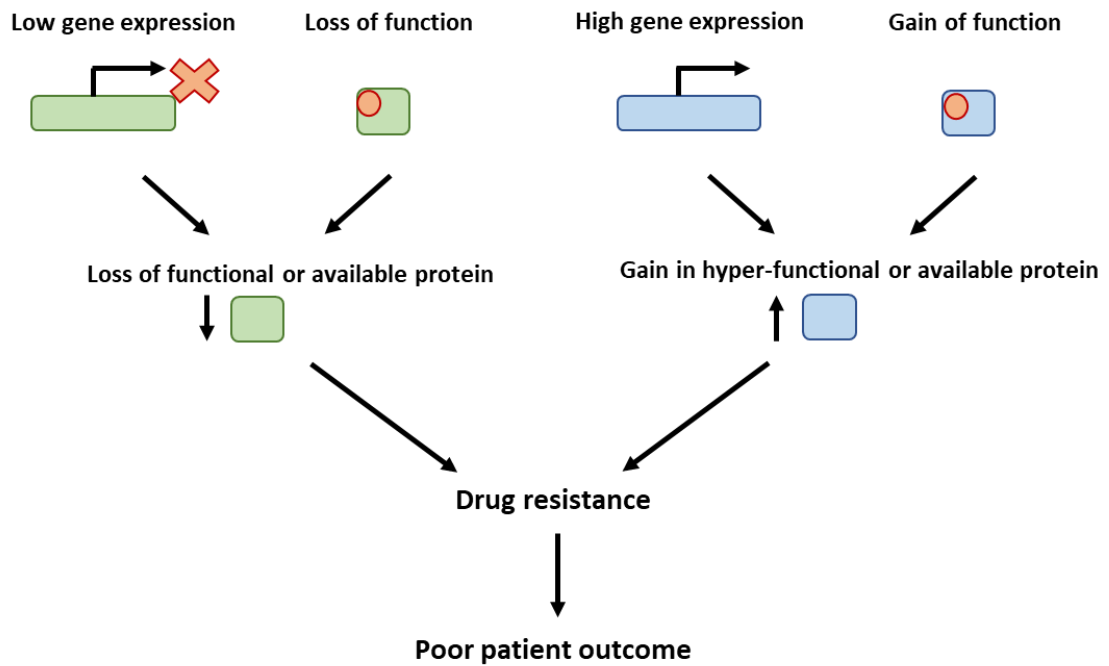 Low gene expression
Loss of function
High gene expression
Gain of function
Loss of functional or available protein
Gain in hyper-functional or available protein
Drug resistance
Poor patient outcome